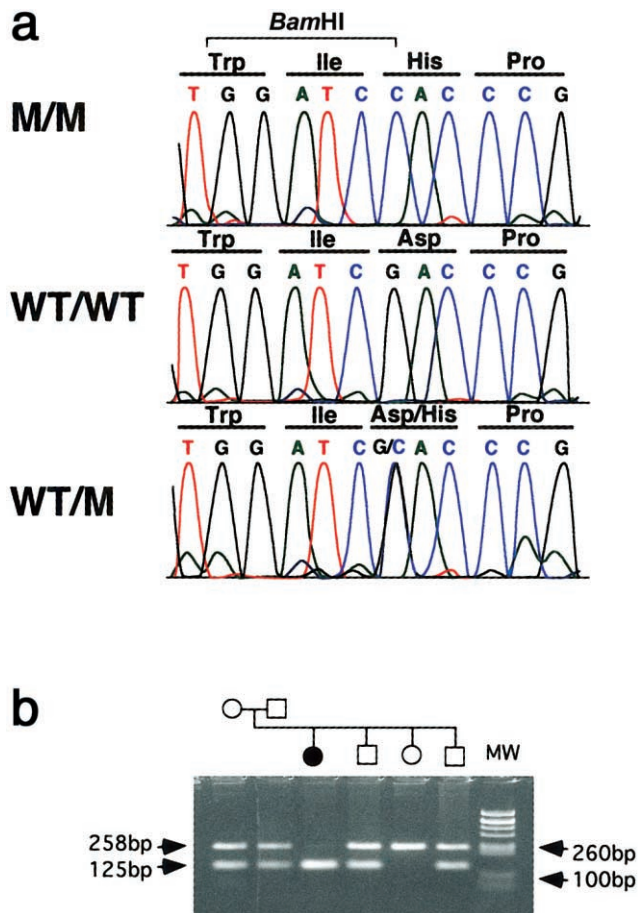 a
BamHI
Trp Ile His Pro
T G G A T C C A C C C G
M/M
Trp Ile Asp Pro
T G G A T C G A C C C G
WT/WT
Trp Ile Asp/His Pro
T G G A T C G/C A C C C G
WT/M
b
MW
258bp
125bp
260bp
100bp